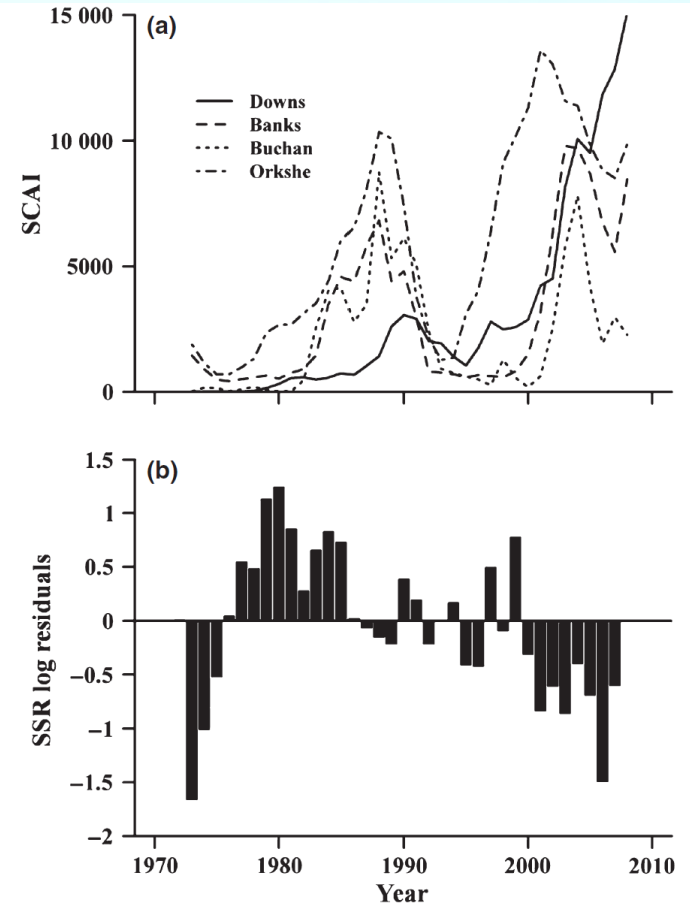 (a)
15 000
10 000
5000
0
SCAI
Downs
Banks
Buchan
Orkshe
(b)
1.5
1
0.5
0
−0.5
−1
−1.5
−2
SSR log residuals
1970 1980 1990 2000 2010
Year